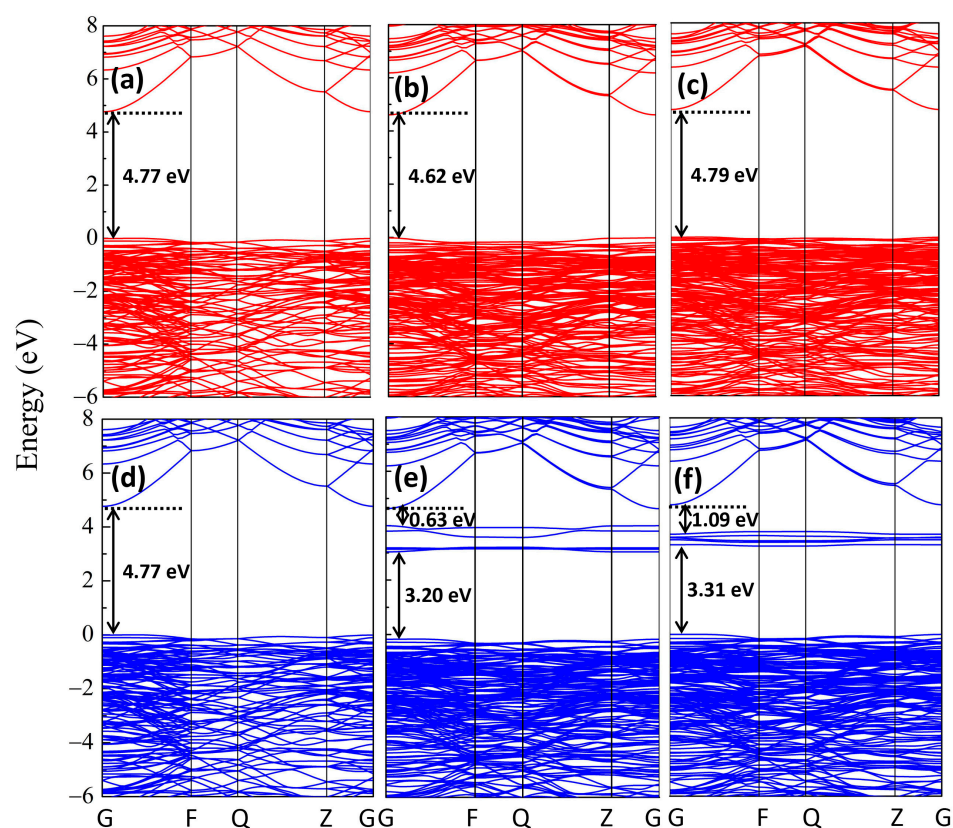 Energy (eV)
8
6
4
2
0
−2
−4
−6
(a)
4.77 eV
(b)
4.62 eV
(c)
4.79 eV
8
6
4
2
0
−2
−4
−6
(d)
4.77 eV
(e)
0.63 eV
3.20 eV
(f)
1.09 eV
3.31 eV
G F Q Z G F Q Z G F Q Z G